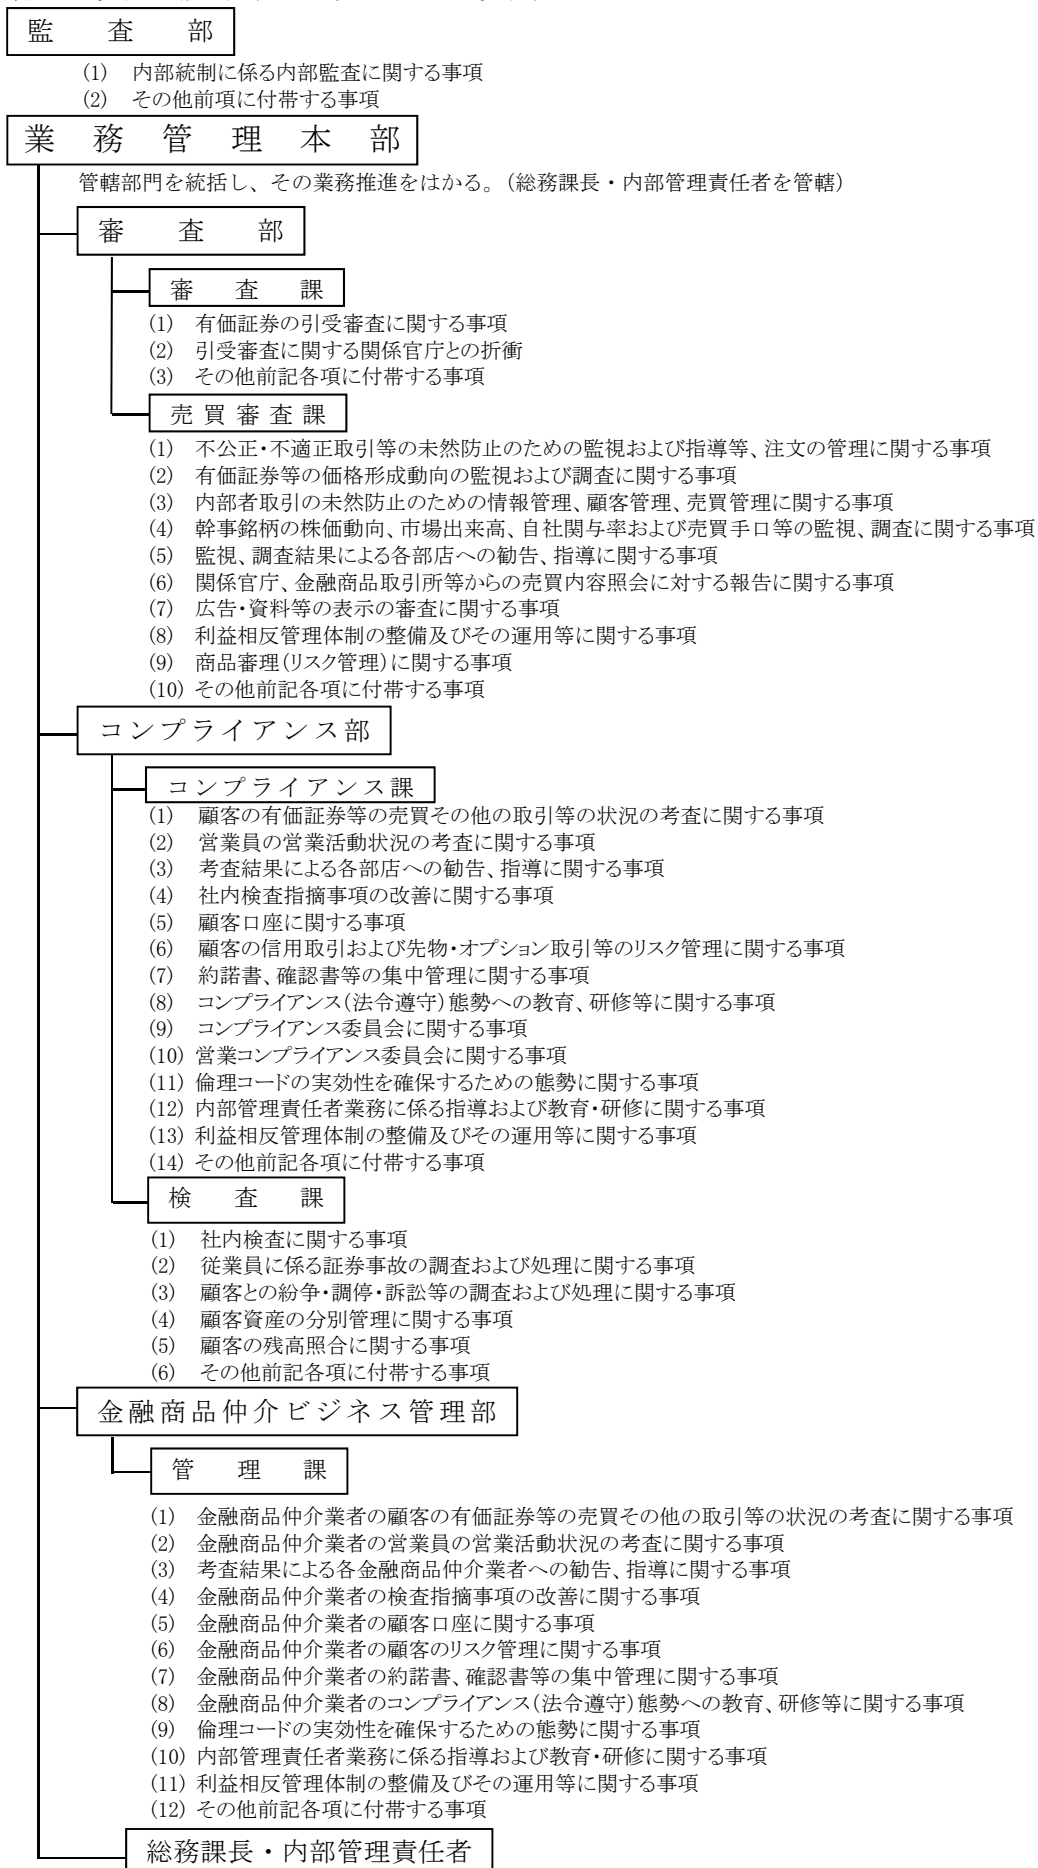 監査部
(1) 内部統制に係る内部監査に関する事項
(2) その他前項に付帯する事項
業務管理本部
管轄部門を統括し、その業務推進をはかる。（総務課長・内部管理責任者を管轄）
審査部
審査課
(1) 有価証券の引受審査に関する事項
(2) 引受審査に関する関係官庁との折衝
(3) その他前記各項に付帯する事項
売買審査課
(1) 不公正・不適正取引等の未然防止のための監視および指導等、注文の管理に関する事項
(2) 有価証券等の価格形成動向の監視および調査に関する事項
(3) 内部者取引の未然防止のための情報管理、顧客管理、売買管理に関する事項
(4) 幹事銘柄の株価動向、市場出来高、自社関与率および売買手口等の監視、調査に関する事項
(5) 監視、調査結果による各部店への勧告、指導に関する事項
(6) 関係官庁、金融商品取引所等からの売買内容照会に対する報告に関する事項
(7) 広告・資料等の表示の審査に関する事項
(8) 利益相反管理体制の整備及びその運用等に関する事項
(9) 商品審理（リスク管理）に関する事項
(10) その他前記各項に付帯する事項
コンプライアンス部
コンプライアンス課
(1) 顧客の有価証券等の売買その他の取引等の状況の考査に関する事項
(2) 営業員の営業活動状況の考査に関する事項
(3) 考査結果による各部店への勧告、指導に関する事項
(4) 社内検査指摘事項の改善に関する事項
(5) 顧客口座に関する事項
(6) 顧客の信用取引および先物・オプション取引等のリスク管理に関する事項
(7) 約諾書、確認書等の集中管理に関する事項
(8) コンプライアンス（法令遵守）態勢への教育、研修等に関する事項
(9) コンプライアンス委員会に関する事項
(10) 営業コンプライアンス委員会に関する事項
(11) 倫理コードの実効性を確保するための態勢に関する事項
(12) 内部管理責任者業務に係る指導および教育・研修に関する事項
(13) 利益相反管理体制の整備及びその運用等に関する事項
(14) その他前記各項に付帯する事項
検査課
(1) 社内検査に関する事項
(2) 従業員に係る証券事故の調査および処理に関する事項
(3) 顧客との紛争・調停・訴訟等の調査および処理に関する事項
(4) 顧客資産の分別管理に関する事項
(5) 顧客の残高照合に関する事項
(6) その他前記各項に付帯する事項
金融商品仲介ビジネス管理部
管理課
(1) 金融商品仲介業者の顧客の有価証券等の売買その他の取引等の状況の考査に関する事項
(2) 金融商品仲介業者の営業員の営業活動状況の考査に関する事項
(3) 考査結果による各金融商品仲介業者への勧告、指導に関する事項
(4) 金融商品仲介業者の検査指摘事項の改善に関する事項
(5) 金融商品仲介業者の顧客口座に関する事項
(6) 金融商品仲介業者の顧客のリスク管理に関する事項
(7) 金融商品仲介業者の約諾書、確認書等の集中管理に関する事項
(8) 金融商品仲介業者のコンプライアンス（法令遵守）態勢への教育、研修等に関する事項
(9) 倫理コードの実効性を確保するための態勢に関する事項
(10) 内部管理責任者業務に係る指導および教育・研修に関する事項
(11) 利益相反管理体制の整備及びその運用等に関する事項
(12) その他前記各項に付帯する事項
総務課長・内部管理責任者